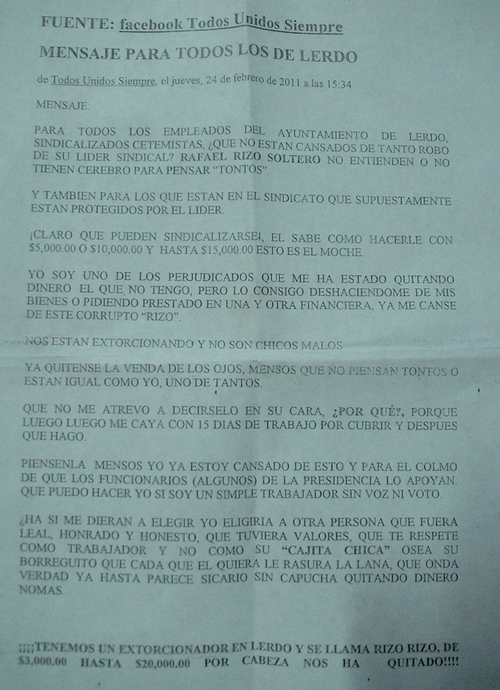 FUENTE: facebook Todos Unidos Siempre
MENSAJE PARA TODOS LOS DE LERDO
de Todos Unidos Siempre, el jueves, 24 de febrero de 2011 a las 15:34
MENSAJE
PARA TODOS LOS EMPLEADOS DEL AYUNTAMIENTO DE LERDO,
SINDICALIZADOS CETEMISTAS, ¿QUE NO ESTAN CANSADOS DE TANTO ROBO
DE SU LIDER SINDICAL? RAFAEL RIZO SOLTERO NO ENTIENDEN O NO
TIENEN CEREBRO PARA PENSAR "TONTOS".
Y TAMBIEN PARA LOS QUE ESTAN EN EL SINDICATO QUE SUPUESTAMENTE
ESTAN PROTEGIDOS POR EL LIDER.
¡CLARO QUE PUEDEN SINDICALIZARSE¡, EL SABE COMO HACERLE CON
$5,000.00 O $10,000.00 Y HASTA $15,000.00 ESTO ES EL MOCHE.
YO SOY UNO DE LOS PERJUDICADOS QUE ME HA ESTADO QUITANDO
DINERO EL QUE NO TENGO, PERO LO CONSIGO DESHACIENDOME DE MIS
BIENES O PIDIENDO PRESTADO EN UNA Y OTRA FINANCIERA, YA ME CANSE
DE ESTE CORRUPTO "RIZO".
NOS ESTAN EXTORCIONANDO Y NO SON CHICOS MALOS
YA QUITENSE LA VENDA DE LOS OJOS, MENSOS QUE NO PIENSAN TONTOS O
ESTAN IGUAL COMO YO, UNO DE TANTOS.
QUE NO ME ATREVO A DECIRSELO EN SU CARA, ¿POR QUÉ?, PORQUE
LUEGO LUEGO ME CAYA CON 15 DIAS DE TRABAJO POR CUBRIR Y DESPUES
QUE HAGO.
PIENSENLA MENSOS YO YA ESTOY CANSADO DE ESTO Y PARA EL COLMO
DE QUE LOS FUNCIONARIOS (ALGUNOS) DE LA PRESIDENCIA LO APOYAN.
QUE PUEDO HACER YO SI SOY UN SIMPLE TRABAJADOR SIN VOZ NI VOTO.
¿HA SI ME DIERAN A ELEGIR YO ELIGIRIA A OTRA PERSONA QUE FUERA
LEAL, HONRADO Y HONESTO, QUE TUVIERA VALORES, QUE TE RESPETE
COMO TRABAJADOR Y NO COMO SU "CAJITA CHICA" OSEA SU
BORREGUITO QUE CADA QUE EL QUIERA LE RASURA LA LANA, QUE ONDA
VERDAD YA HASTA PARECE SICARIO SIN CAPUCHA QUITANDO DINERO
NOMAS.
¡¡¡¡TENEMOS UN EXTORCIONADOR EN LERDO Y SE LLAMA RIZO RIZO, DE
$3,000.00 HASTA $20,000.00 POR CABEZA NOS HA QUITADO!!!!